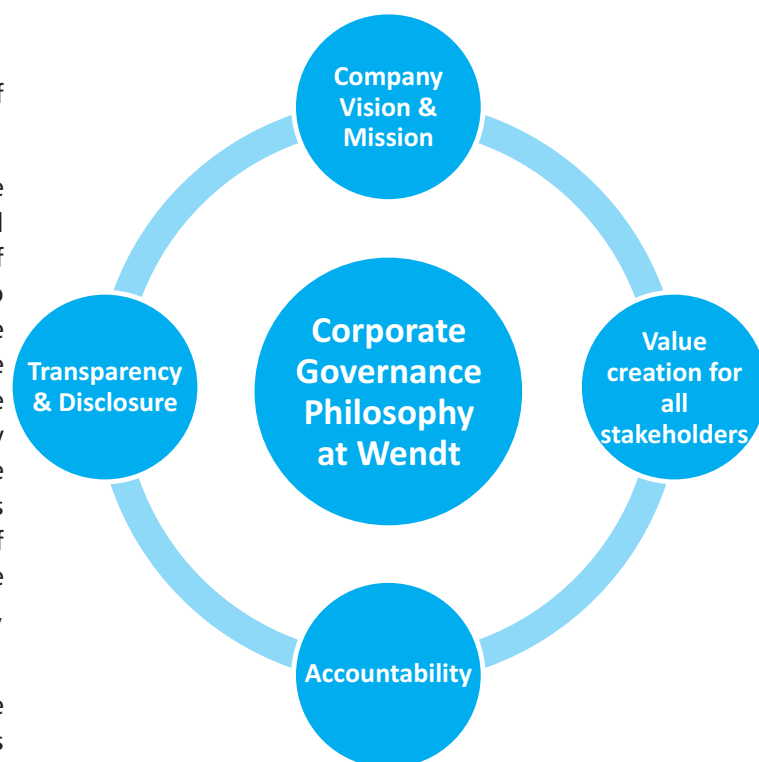 Company
Vision &
Mission
Transparency
& Disclosure
Corporate
Governance
Philosophy
at Wendt
Value
creation for
all
stakeholders
Accountability